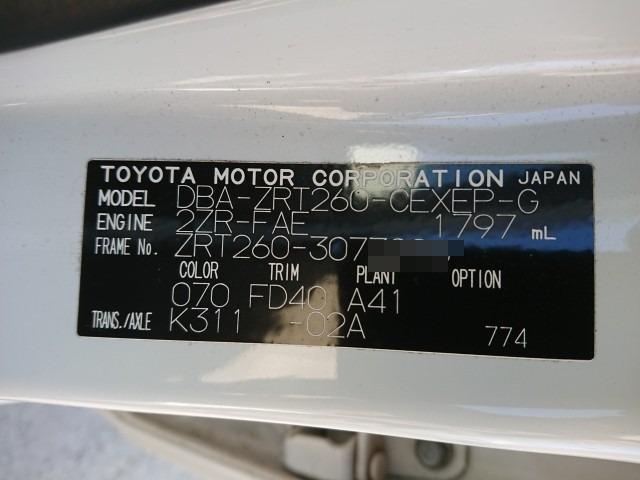 TOYOTA MOTOR CORPORATION JAPAN
MODEL DBA-ZRT260-CEXEP-G
ENGINE 2ZR-FAE 1797 mL
FRAME No. ZRT260-3077
COLOR TRIM PLANT OPTION
070 FD40 A41
TRANS./AXLE K311 -02A 774